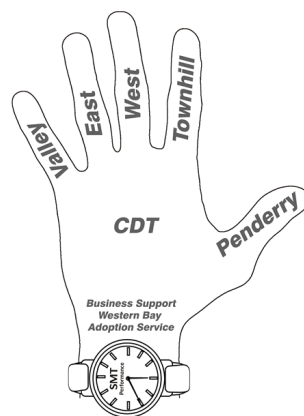 Valley
East
West
Townhill
Penderry
CDT
Business Support
Western Bay
Adoption Service
SMT
Performance